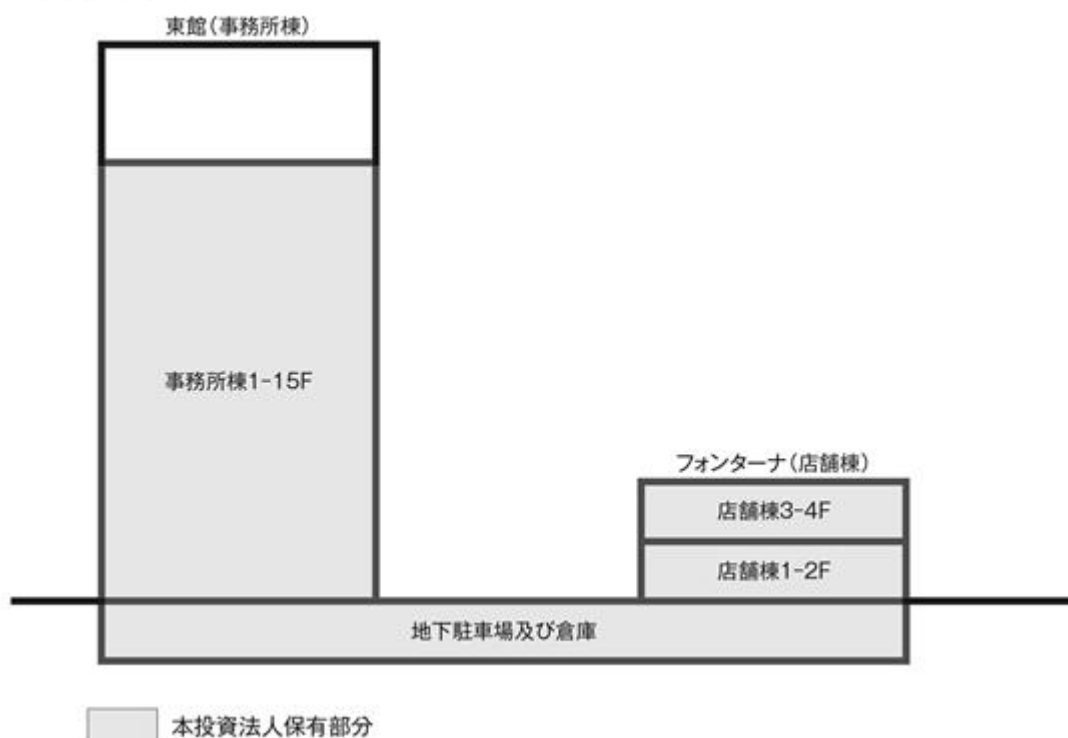 東館（事務所棟）
事務所棟1-15F
フォンターナ（店舗棟）
店舗棟3-4F
店舗棟1-2F
地下駐車場及び倉庫
本投資法人保有部分